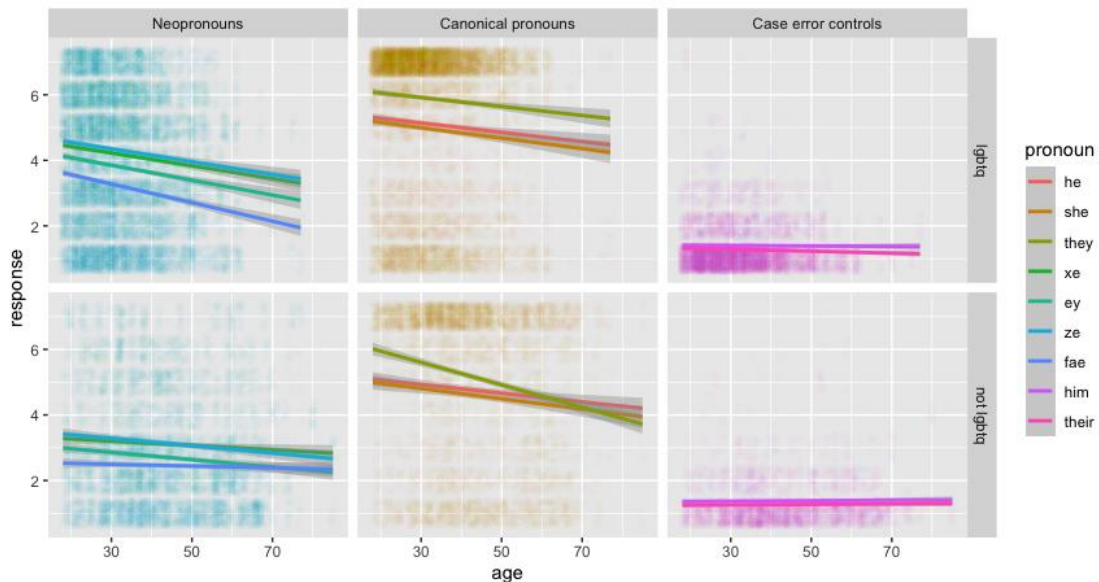 Neopronouns
Canonical pronouns
Case error controls
6
4
2
lgbtq
6
4
2
not lgbtq
response
30
50
70
30
50
70
30
50
70
age
pronoun
he
she
they
xe
ey
ze
fae
him
their